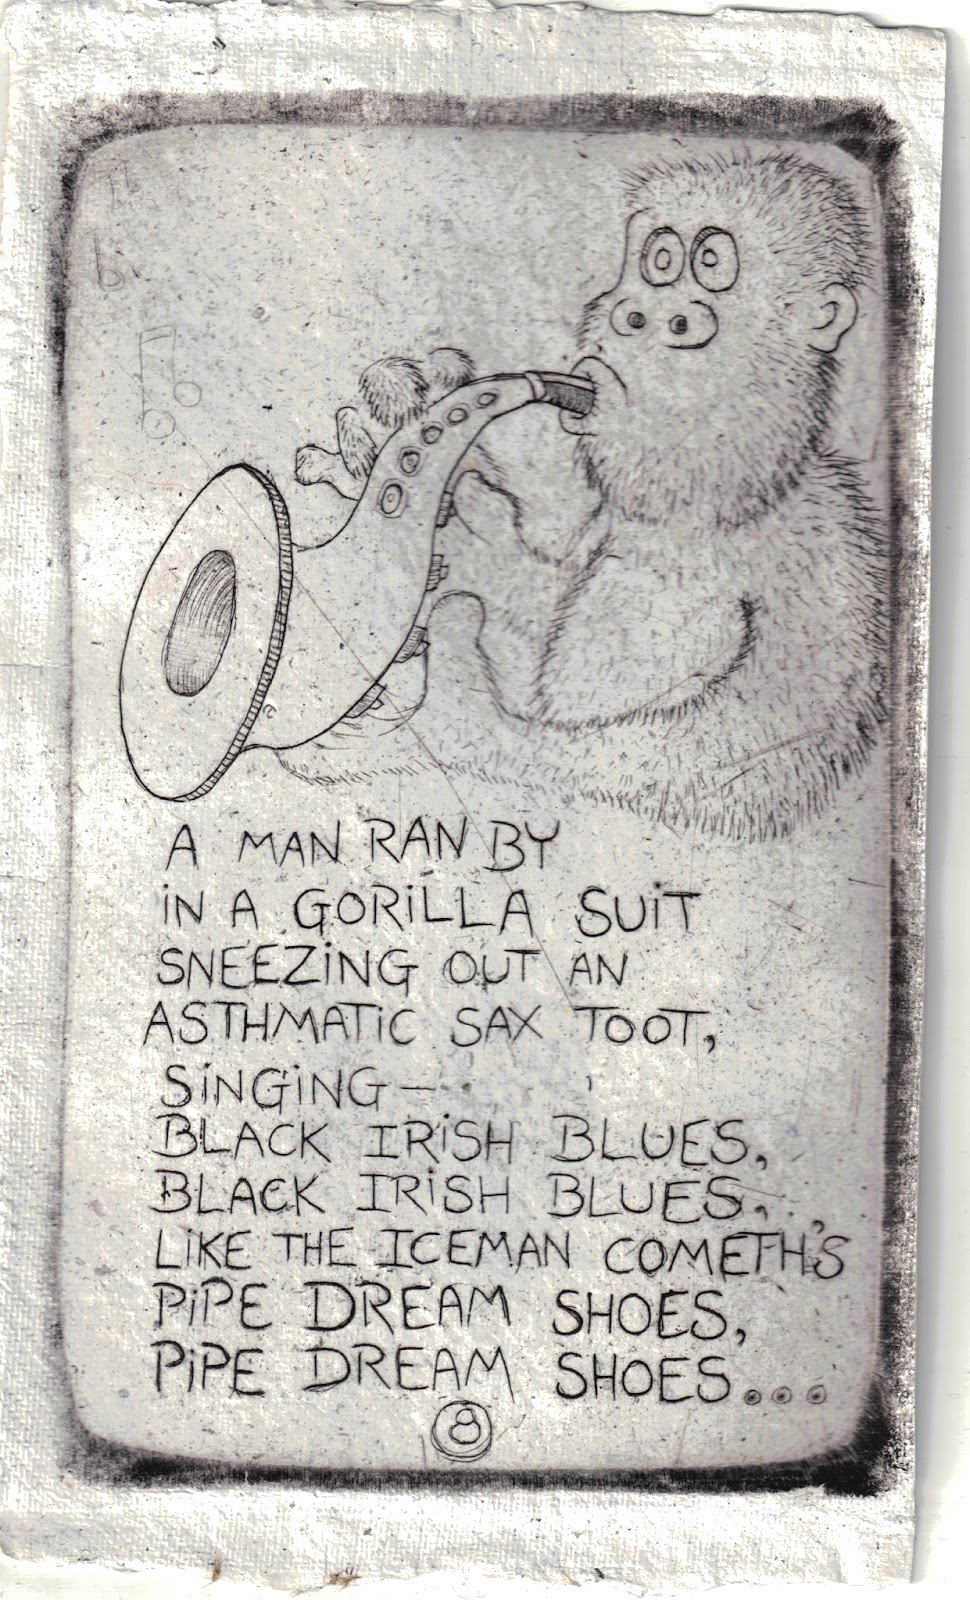 A MAN RAN BY
iN A GORiLLA SUiT
SNEEZiNG OUT AN
ASTHMATiC SAX TOOT,
SiNGiNG—
BLACK IRiSH BLUES,
BLACK IRiSH BLUES,
LiKE THE ICEMAN COMETH'S
PiPE DREAM SHOES,
PiPE DREAM SHOES...
8